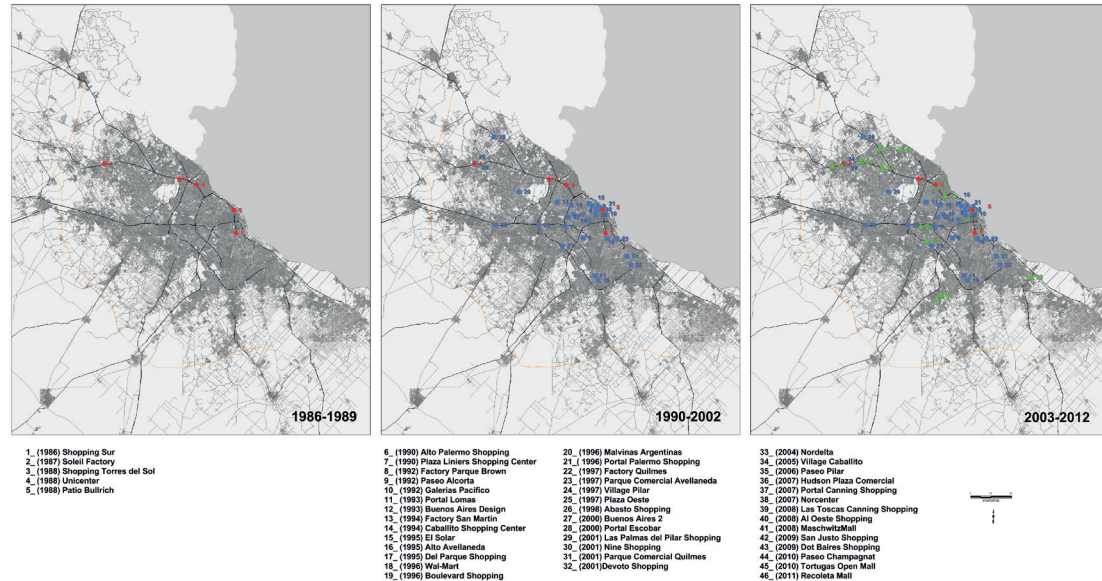 1986-1989
1990-2002
2003-2012
1_ (1986) Shopping Sur
2_ (1987) Soleil Factory
3_ (1988) Shopping Torres del Sol
4_ (1988) Unicenter
5_ (1988) Patio Bullrich
6_ (1990) Alto Palermo Shopping
7_ (1990) Plaza Liniers Shopping Center
8_ (1992) Factory Parque Brown
9_ (1992) Paseo Alcorta
10_ (1992) Galerías Pacífico
11_ (1993) Portal Lomas
12_ (1993) Buenos Aires Design
13_ (1994) Factory San Martin
14_ (1994) Caballito Shopping Center
15_ (1995) El Solar
16_ (1995) Alto Avellaneda
17_ (1995) Del Parque Shopping
18_ (1996) Wal-Mart
19_ (1996) Boulevard Shopping
20_ (1996) Malvinas Argentinas
21_ (1996 Portal Palermo Shopping
22_ (1997) Factory Quilmes
23_ (1997) Parque Comercial Avellaneda
24_ (1997) Village Pilar
25_ (1997) Plaza Oeste
26_ (1998) Abasto Shopping
27_ (2000) Buenos Aires 2
28_ (2000) Portal Escobar
29_ (2001) Las Palmas del Pilar Shopping
30_ (2001) Nine Shopping
31_ (2001) Parque Comercial Quilmes
32_ (2001)Devoto Shopping
33_ (2004) Nordelta
34_ (2005) Village Caballito
35_ (2006) Paseo Pilar
36_ (2007) Hudson Plaza Comercial
37_ (2007) Portal Canning Shopping
38_ (2007) Norcenter
39_ (2008) Las Toscas Canning Shopping
40_ (2008) Al Oeste Shopping
41_ (2008) MaschwitzMall
42_ (2009) San Justo Shopping
43_ (2009) Dot Baires Shopping
44_ (2010) Paseo Champagnat
45_ (2010) Tortugas Open Mall
46_ (2011) Recoleta Mall